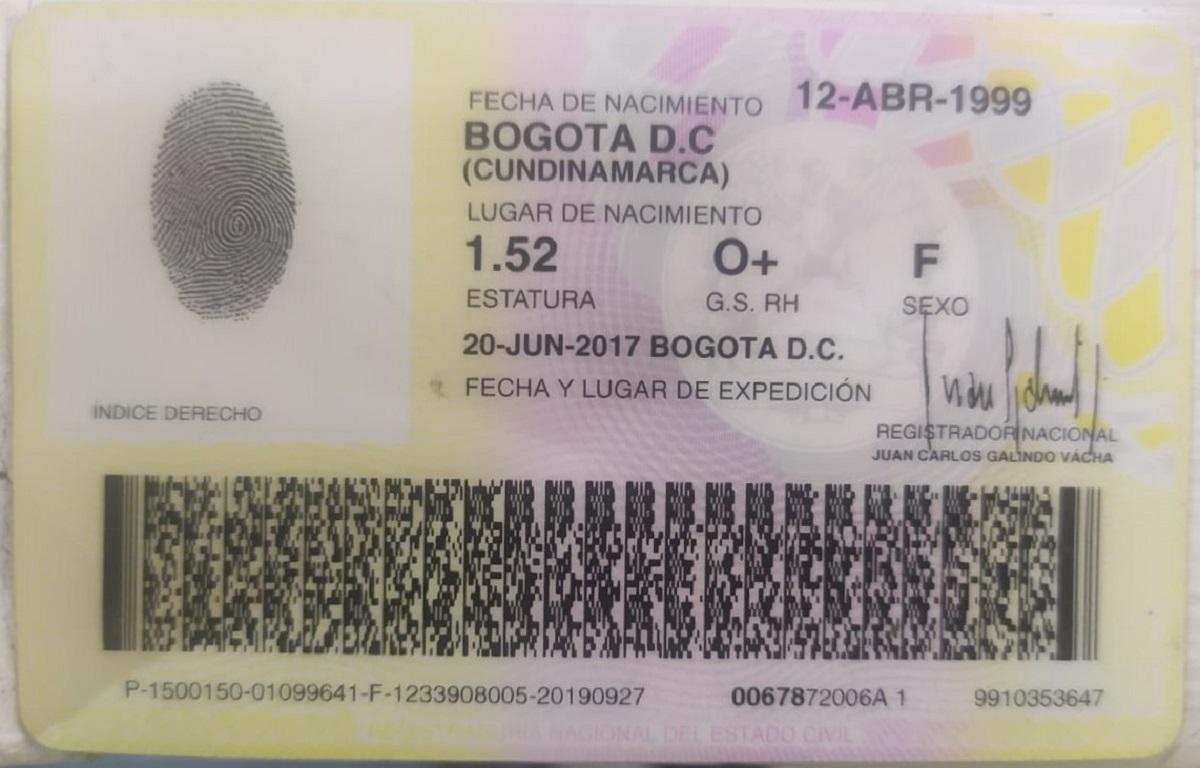 FECHA DE NACIMIENTO 12-ABR-1999
BOGOTA D.C
(CUNDINAMARCA)
LUGAR DE NACIMIENTO
1.52 O+ F
ESTATURA G.S. RH SEXO
20-JUN-2017 BOGOTA D.C.
FECHA Y LUGAR DE EXPEDICIÓN
INDICE DERECHO
REGISTRADOR NACIONAL
JUAN CARLOS GALINDO VACHA
P-1500150-01099641-F-1233908005-20190927 0067872006A 1 9910353647
REGISTRADURIA NACIONAL DEL ESTADO CIVIL